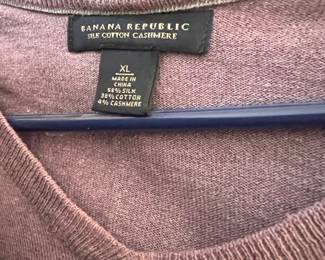 BANANA REPUBLIC
SILK COTTON CASHMERE
XL
MADE IN
CHINA
58% SILK
38% COTTON
4% CASHMERE